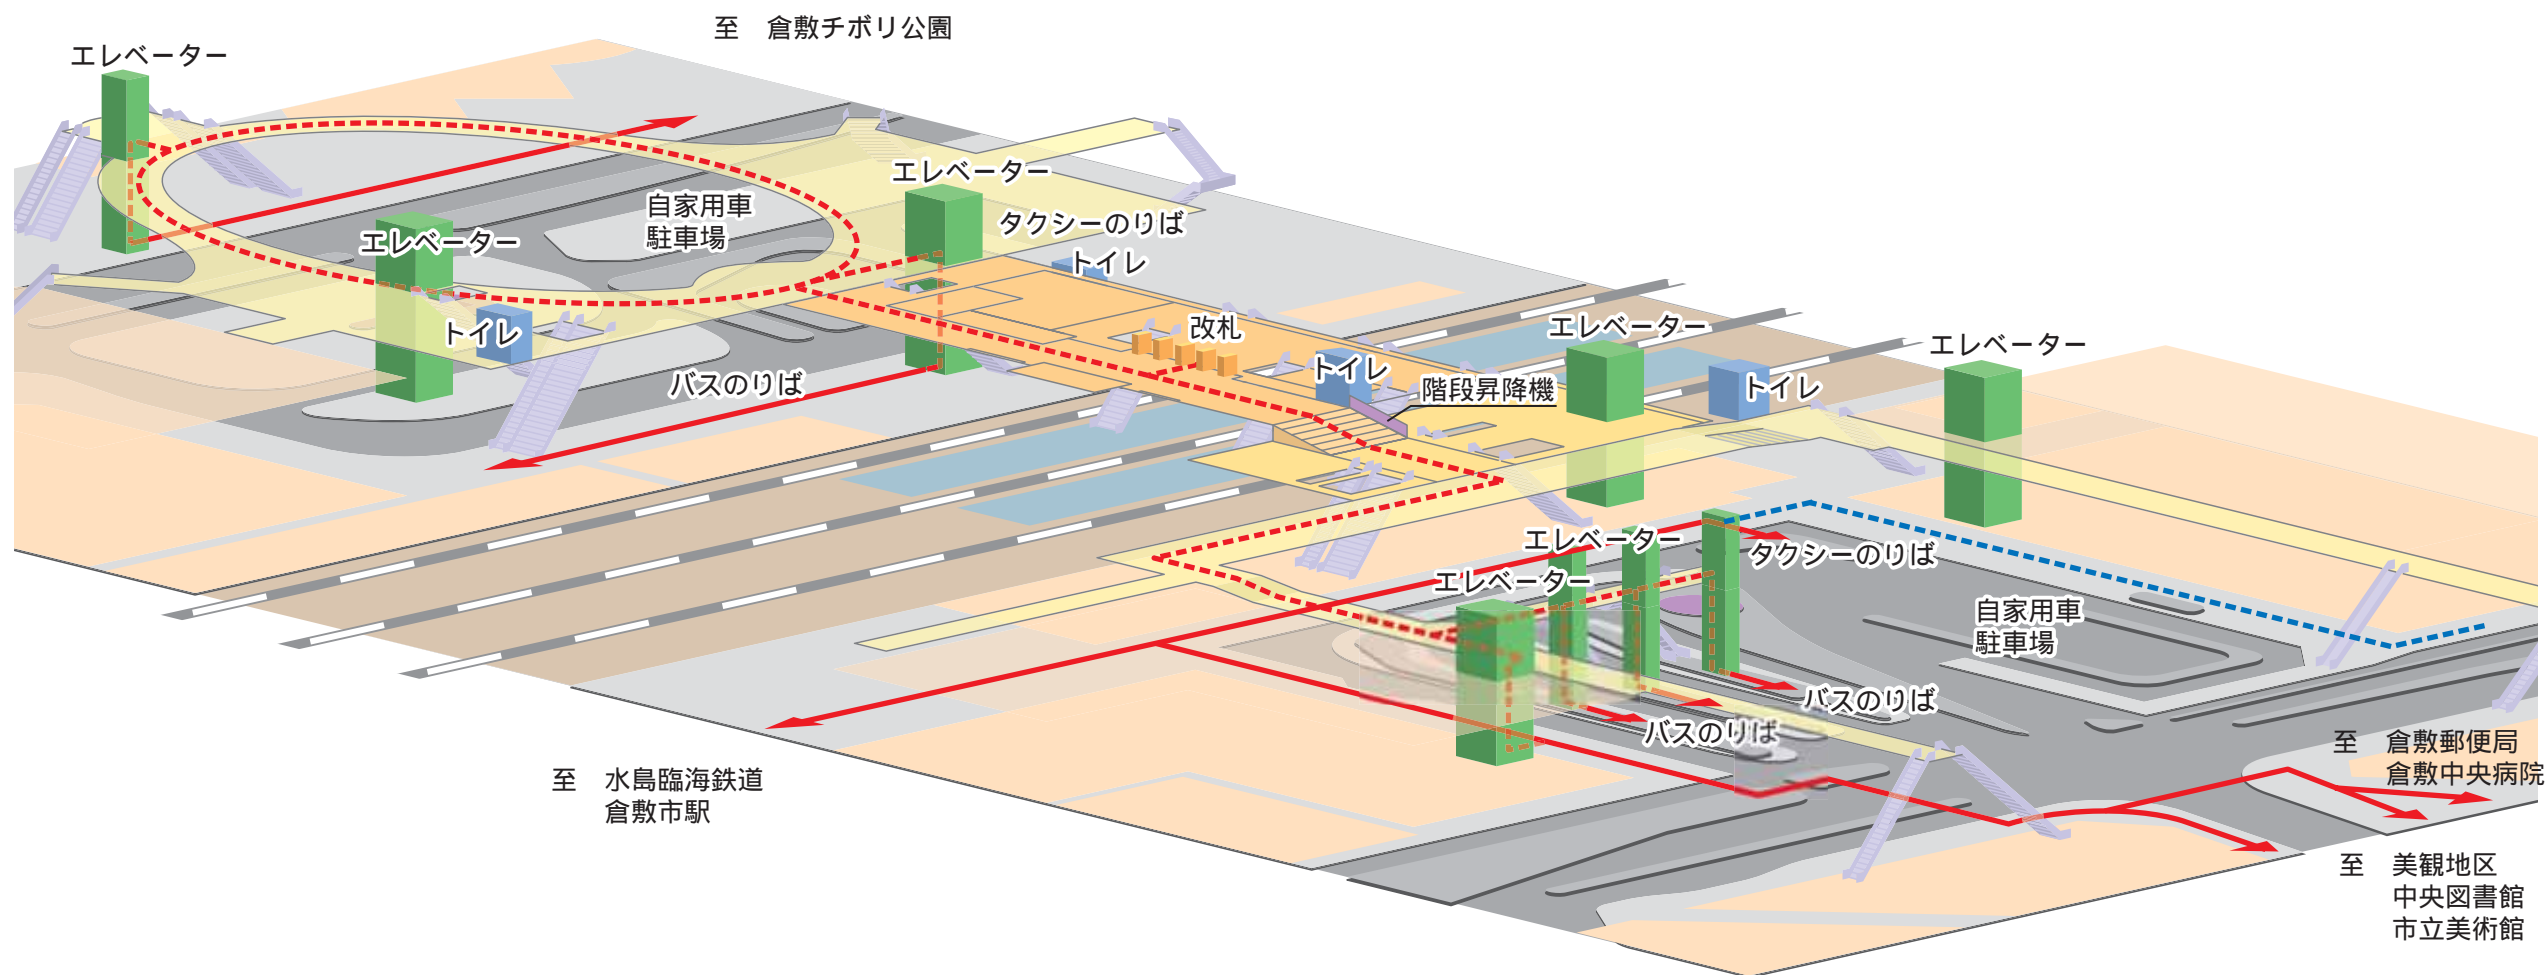 至　倉敷チボリ公園
エレベーター
エレベーター
自家用車
駐車場
タクシーのりば
エレベーター
トイレ
トイレ
改札
エレベーター
エレベーター
トイレ
階段昇降機
トイレ
バスのりば
エレベーター
タクシーのりば
エレベーター
自家用車
駐車場
バスのりば
バスのりば
至　水島臨海鉄道
倉敷市駅
至　倉敷郵便局
倉敷中央病院
至　美観地区
中央図書館
市立美術館